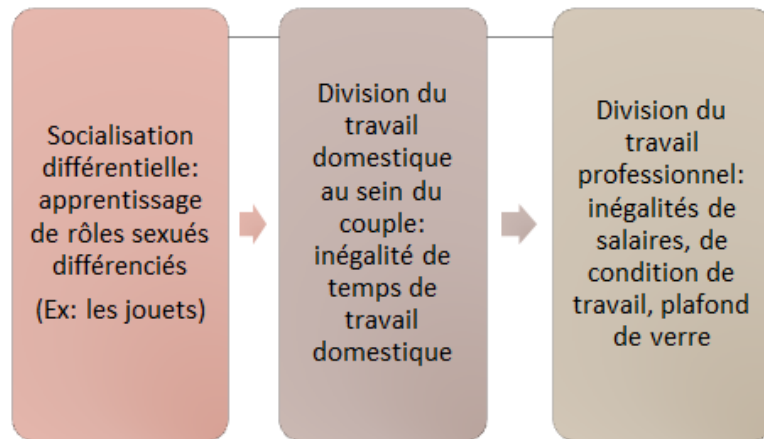 Socialisation
différentielle:
apprentissage
de rôles sexués
différenciés
(Ex: les jouets)
Division du
travail
domestique
au sein du
couple:
inégalité de
temps de
travail
domestique
Division du
travail
professionnel:
inégalités de
salaires, de
condition de
travail, plafond
de verre